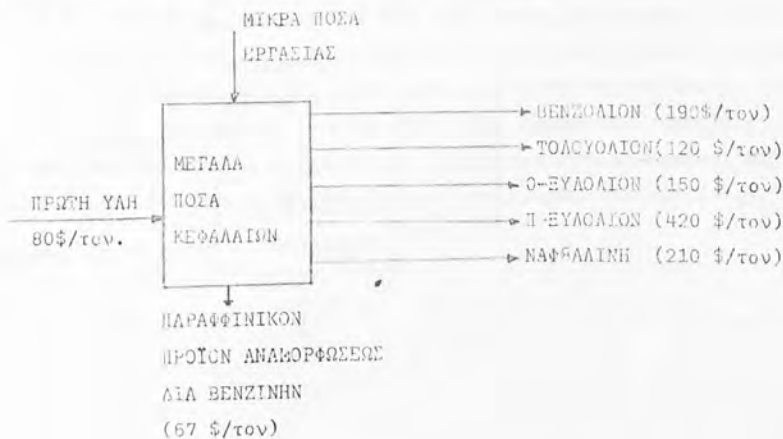 ΜΙΚΡΑ ΠΟΣΑ
ΕΡΓΑΣΙΑΣ
ΜΕΓΑΛΑ
ΠΟΣΑ
ΚΕΦΑΛΑΙΩΝ
ΠΡΩΤΗ ΥΛΗ
80$/τον.
ΒΕΝΖΟΛΙΟΝ (190$/τον)
ΤΟΛΟΥΟΛΙΟΝ(120 $/τον)
Ο-ΞΥΛΟΛΙΟΝ (150 $/τον)
Π-ΞΥΛΟΛΙΟΝ (420 $/τον)
ΝΑΦΘΑΛΙΝΗ (210 $/τον)
ΠΑΡΑΦΦΙΝΙΚΟΝ
ΠΡΟΪΟΝ ΑΝΑΜΟΡΦΩΣΕΩΣ
ΔΙΑ ΒΕΝΖΙΝΗΝ
(67 $/τον)